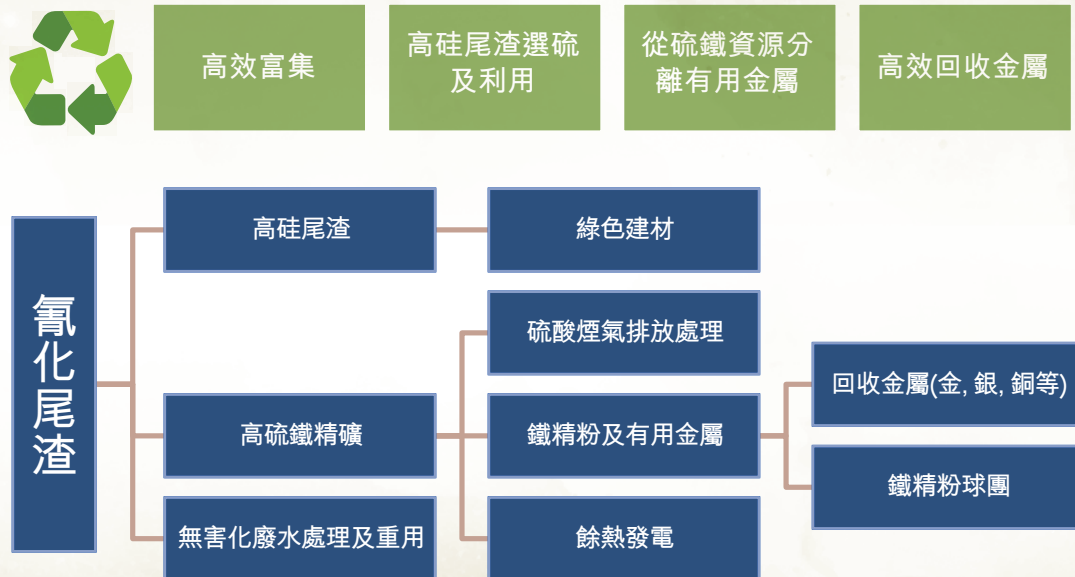 高效富集
高硅尾渣選硫
及利用
從硫鐵資源分
離有用金屬
高效回收金屬
氰化尾渣
高硅尾渣
綠色建材
硫酸煙氣排放處理
高硫鐵精礦
鐵精粉及有用金屬
回收金屬(金, 銀, 銅等)
鐵精粉球團
無害化廢水處理及重用
餘熱發電